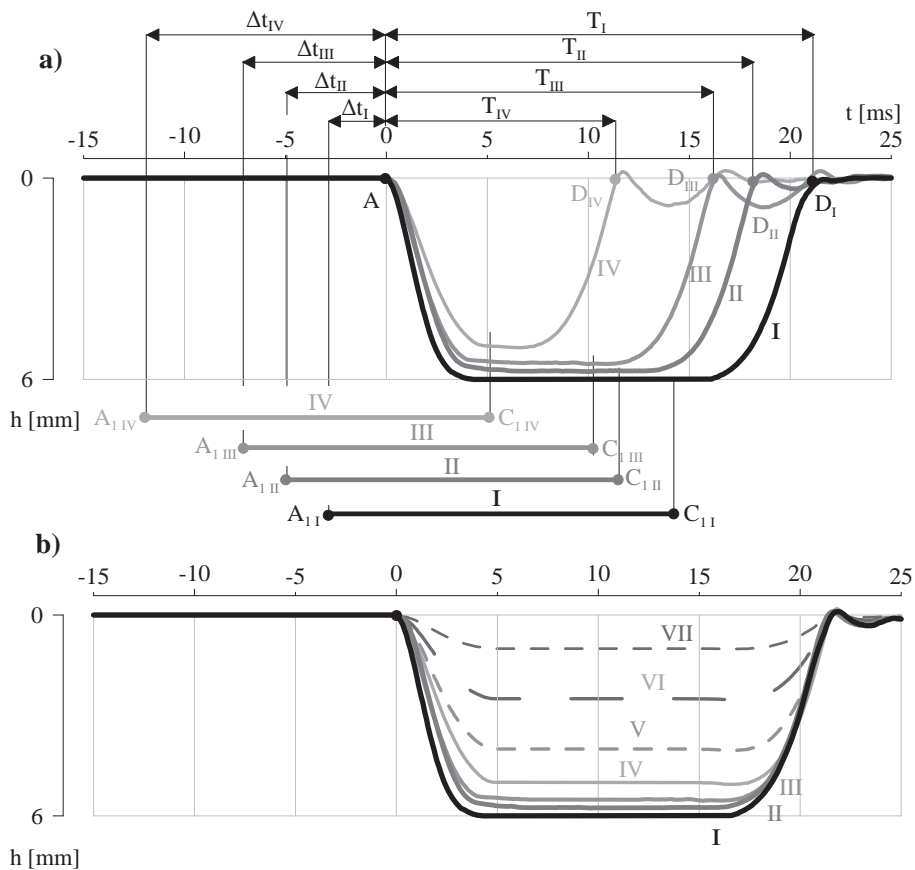 Δt_IV T_I
a) Δt_III T_II
Δt_II T_III
Δt_I T_IV t [ms]
-15 -10 -5 0 5 10 15 20 25
0
A D_IV D_III D_II D_I
IV III II I
6
h [mm] A_1 IV IV C_1 IV
A_1 III III C_1 III
A_1 II II C_1 II
A_1 I I C_1 I
b)
-15 -10 -5 0 5 10 15 20 25
0
VII
VI
V
IV
III
II
6
I
h [mm]